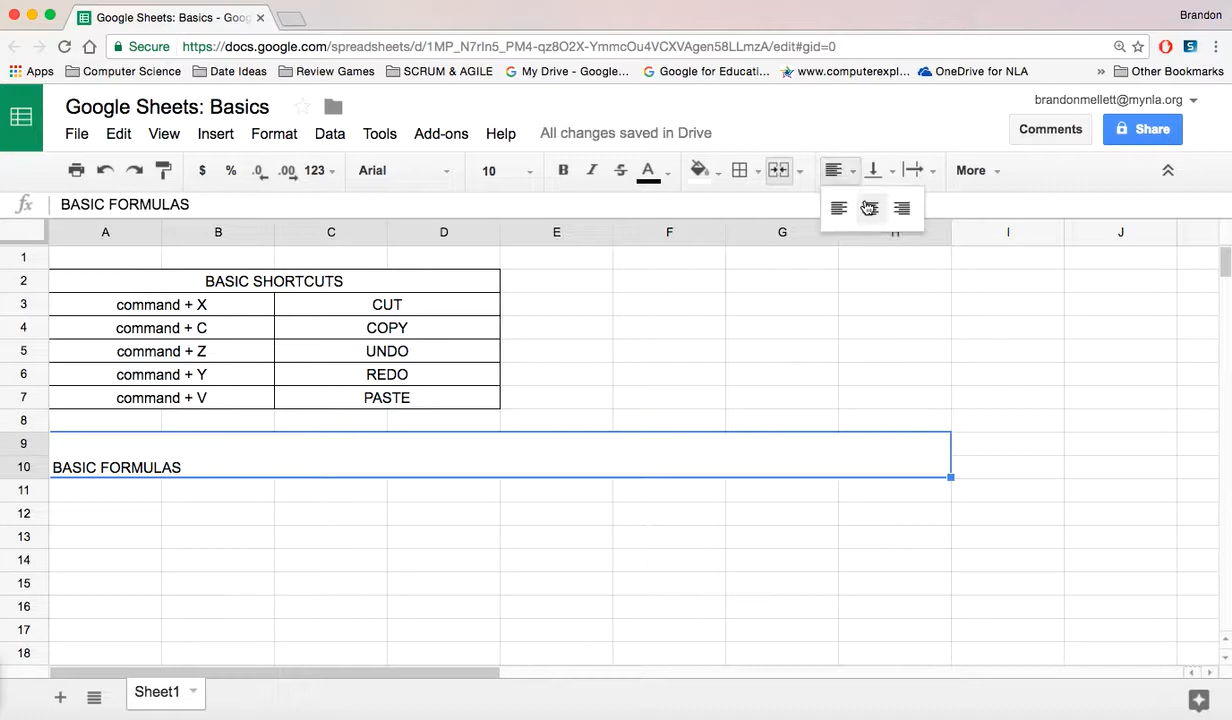 Google Sheets: Basics - Goog
Brandon
Secure
https://docs.google.com/spreadsheets/d/1MP_N7rIn5_PM4-qz8O2X-YmmcOu4VCXVAgen58LLmzA/edit#gid=0
Apps Computer Science Date Ideas Review Games SCRUM & AGILE My Drive - Google... Google for Educati... www.computerexpl... OneDrive for NLA » Other Bookmarks
Google Sheets: Basics
brandonmellett@mynla.org
File Edit View Insert Format Data Tools Add-ons Help All changes saved in Drive
Comments Share
$ % .0 .00 123 Arial 10 B I S A More
fx BASIC FORMULAS
A B C D E F G H I J
1
2 BASIC SHORTCUTS
3 command + X CUT
4 command + C COPY
5 command + Z UNDO
6 command + Y REDO
7 command + V PASTE
8
9
10 BASIC FORMULAS
11
12
13
14
15
16
17
18
Sheet1